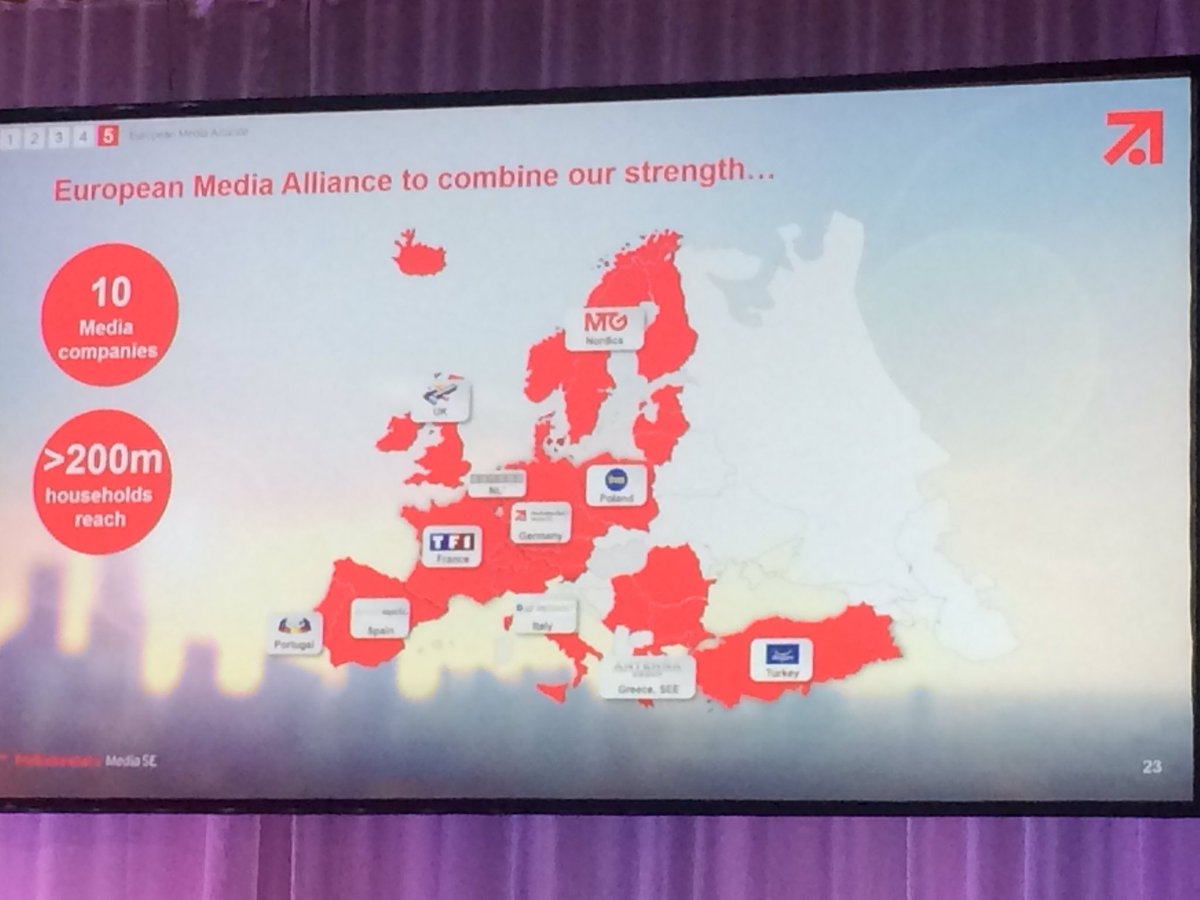 1 2 3 4 5 European Media Alliance
European Media Alliance to combine our strength...
10
Media
companies
>200m
households
reach
MTG
Nordics
UK
NL
Poland
Germany
TF1
France
Portugal
Spain
Italy
ANTENNA
Greece, SEE
Turkey
Media SE
23